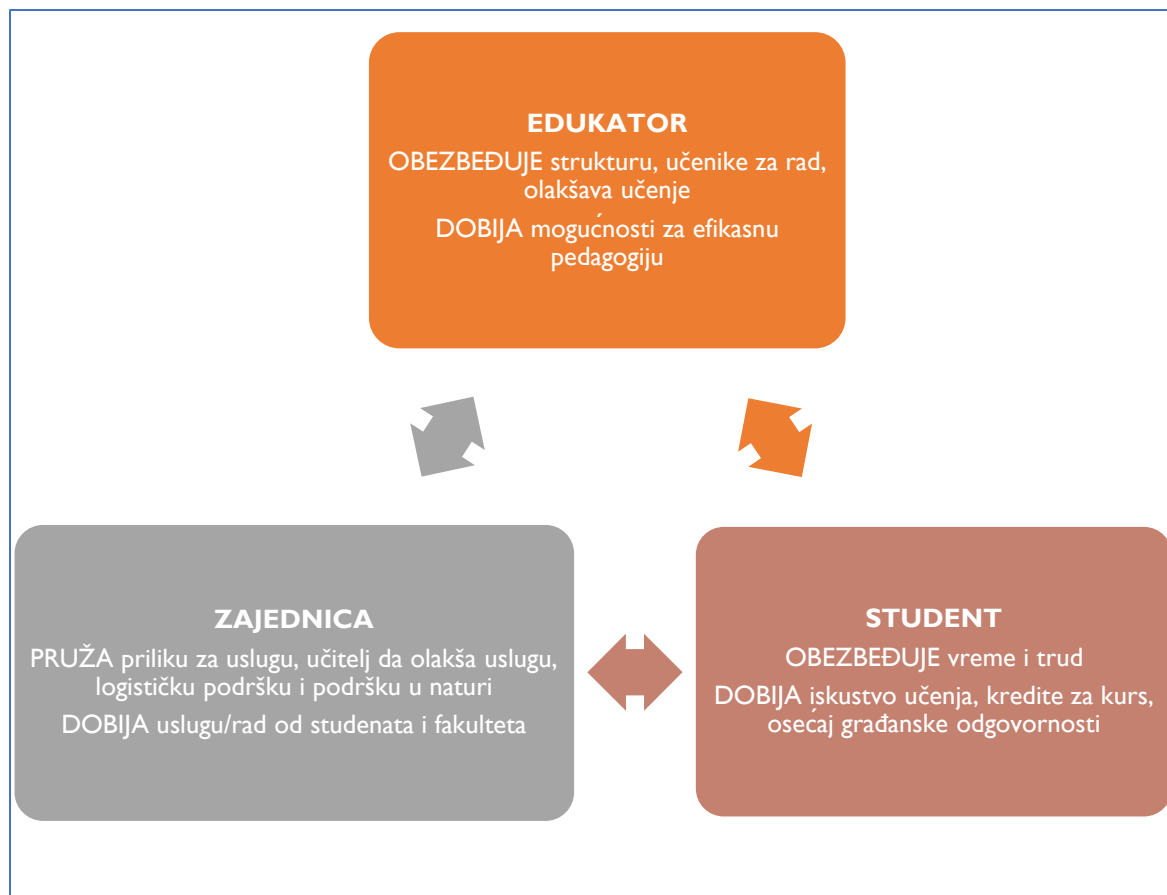 EDUKATOR
OBEZBEĐUJE strukturu, učenike za rad,
olakšava učenje
DOBIJA mogućnosti za efikasnu
pedagogiju
ZAJEDNICA
PRUŽA priliku za uslugu, učitelj da olakša uslugu,
logističku podršku i podršku u naturi
DOBIJA uslugu/rad od studenata i fakulteta
STUDENT
OBEZBEĐUJE vreme i trud
DOBIJA iskustvo učenja, kredite za kurs,
osećaj građanske odgovornosti